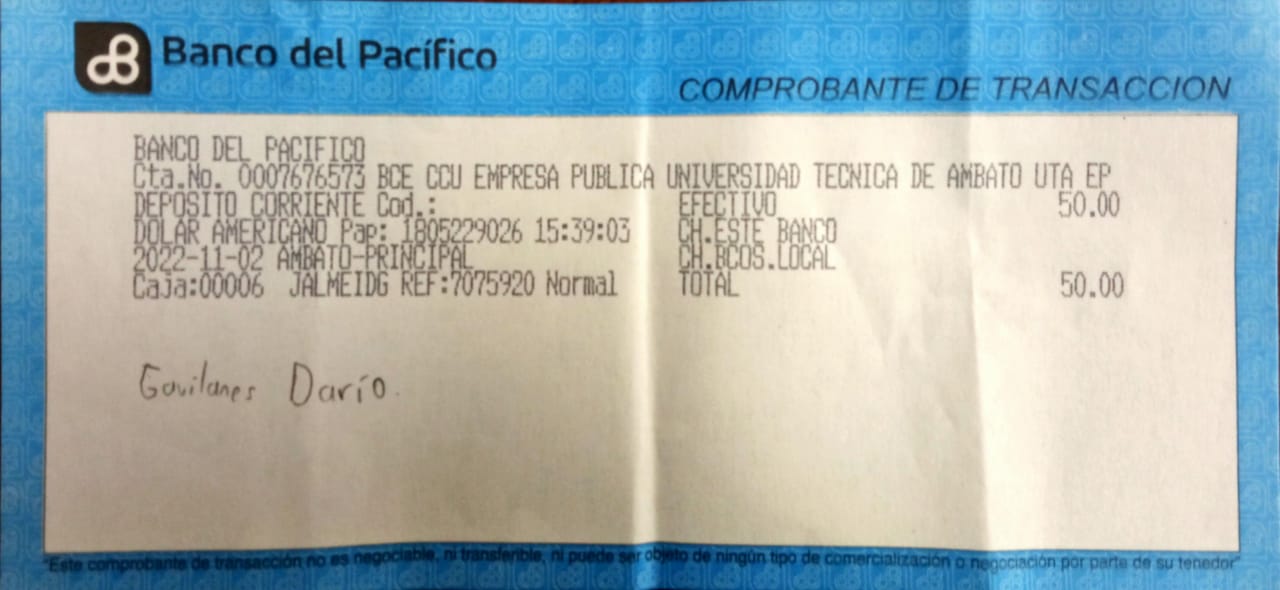 Banco del Pacífico
COMPROBANTE DE TRANSACCION
BANCO DEL PACIFICO
Cta.No. 0007676573 BCE CCU EMPRESA PUBLICA UNIVERSIDAD TECNICA DE AMBATO UTA EP
DEPOSITO CORRIENTE Cod.: EFECTIVO 50.00
DOLAR AMERICANO Pap: 1805229026 15:39:03 CH.ESTE BANCO
2022-11-02 AMBATO-PRINCIPAL CH.BCOS.LOCAL
Caja:00006 JALMEIDG REF:7075920 Normal TOTAL 50.00
Gavilanes Darío.
"Este comprobante de transacción no es negociable, ni transferible, ni puede ser objeto de ningún tipo de comercialización o negociación por parte de su tenedor"